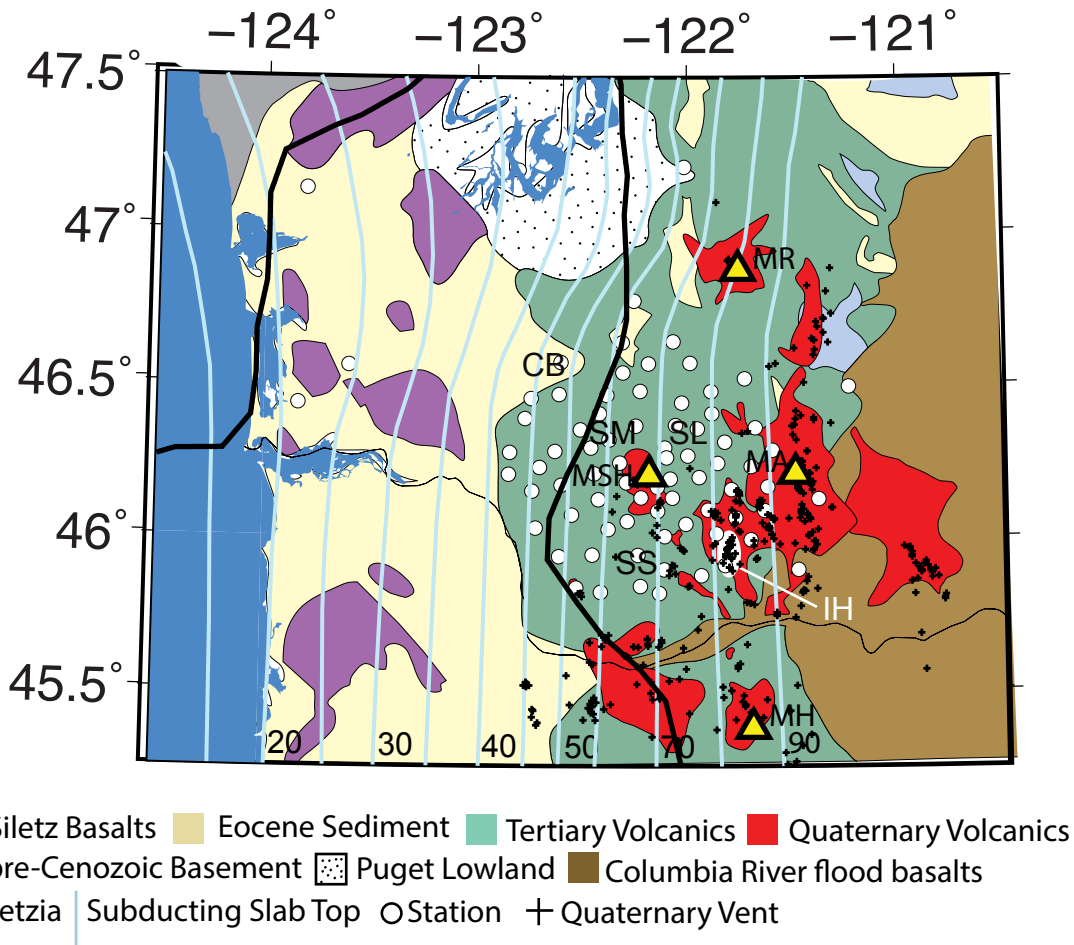 −124° −123° −122° −121°
47.5°
47°
46.5°
46°
45.5°
MR
CB
SM SL
MSH MA
SS
IH
MH
20 30 40 50 70 90
Siletz Basalts Eocene Sediment Tertiary Volcanics Quaternary Volcanics
re-Cenozoic Basement Puget Lowland Columbia River flood basalts
etzia Subducting Slab Top Station Quaternary Vent